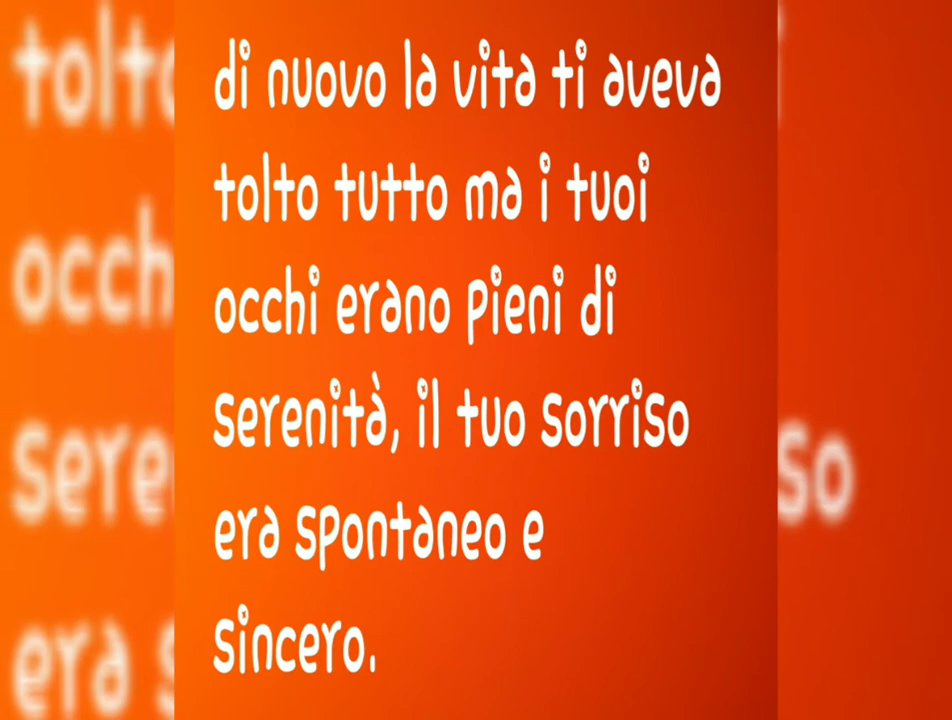 di nuovo la vita ti aveva
tolto tutto ma i tuoi
occhi erano pieni di
serenità, il tuo sorriso
era spontaneo e
sincero.